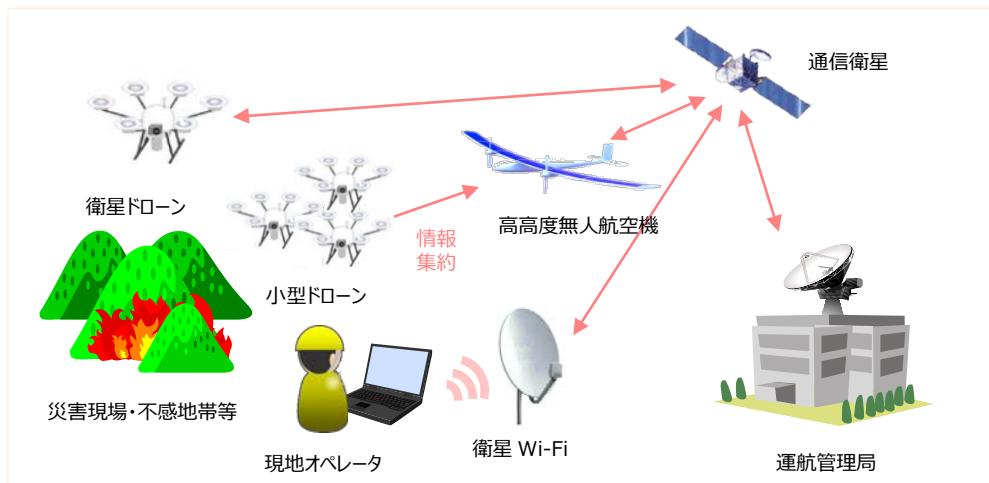 通信衛星
衛星ドローン
高高度無人航空機
情報
集約
小型ドローン
災害現場・不感地帯等
現地オペレータ
衛星 Wi-Fi
運航管理局